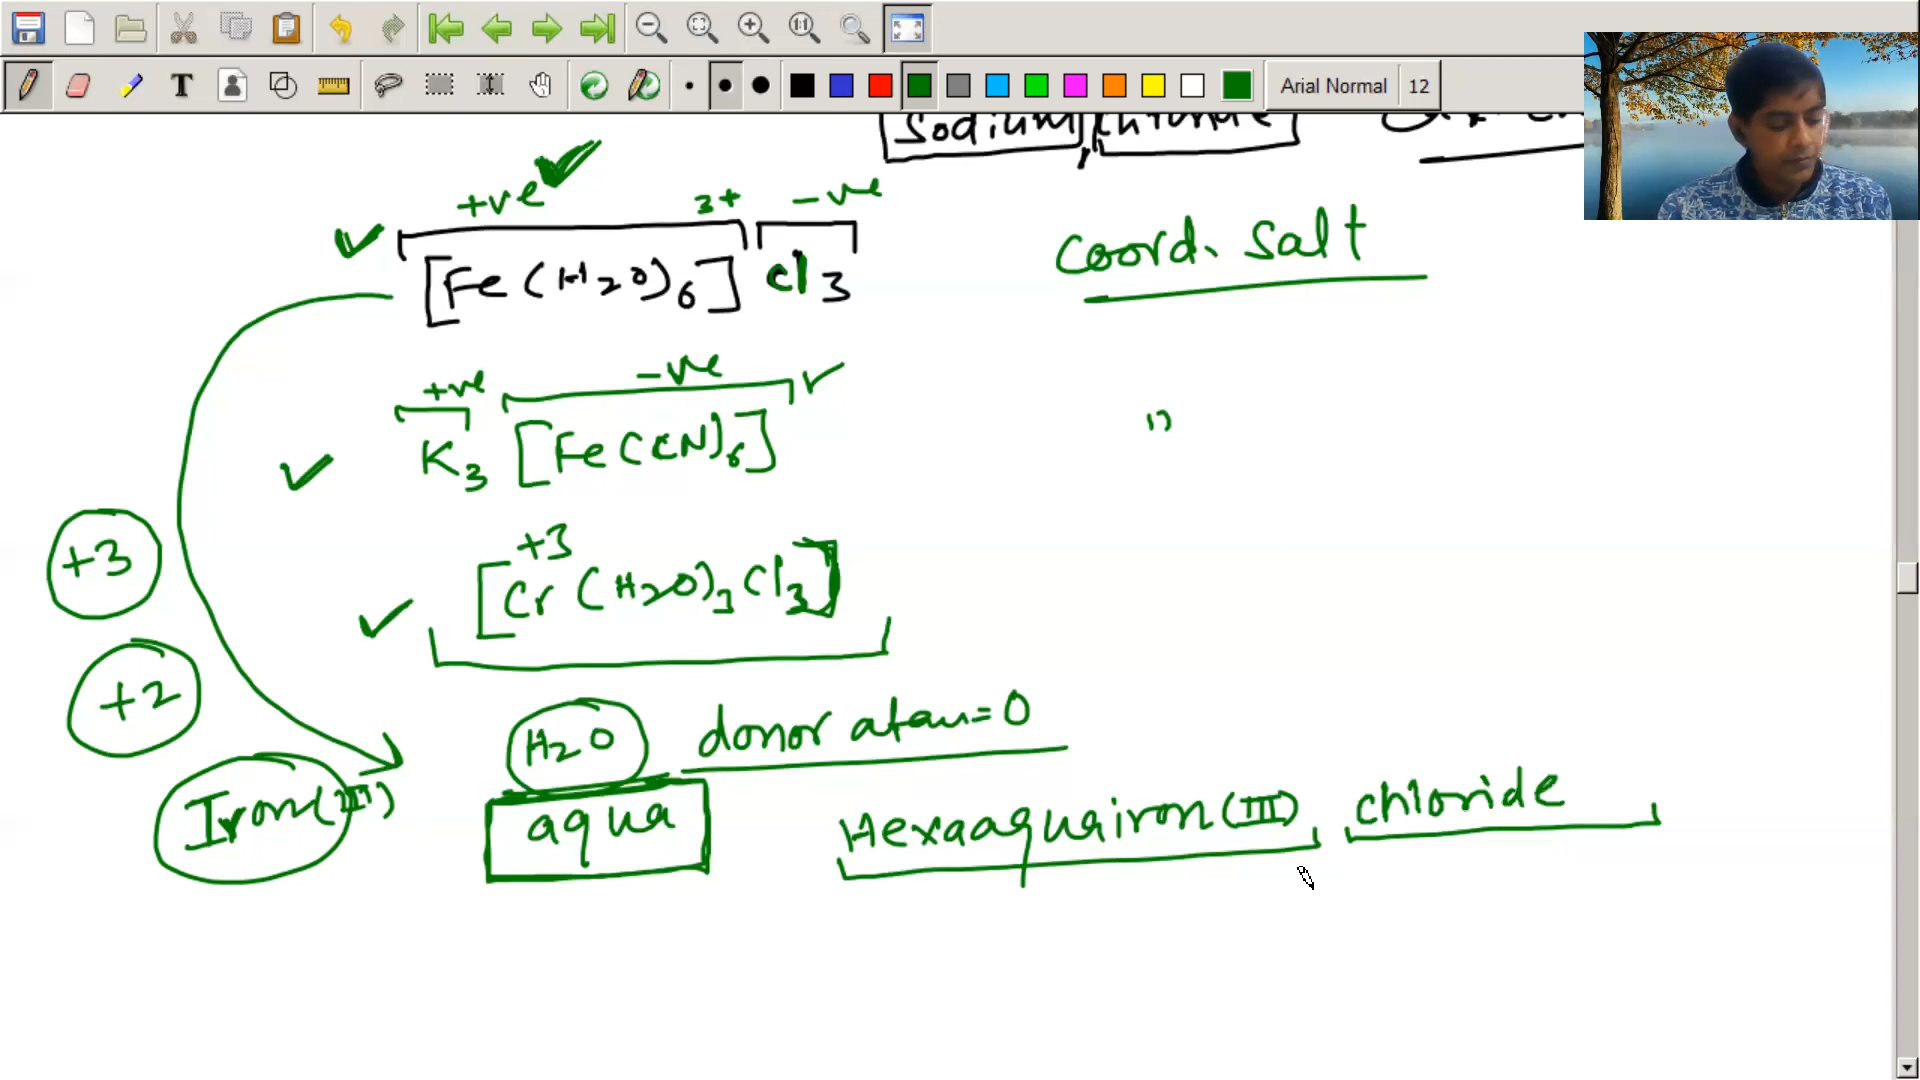 Arial Normal 12
Sodium, Chloride
+ve 3+ -ve
[Fe(H2O)6] Cl3
coord. Salt
+ve -ve
K3 [Fe(CN)6]
"
+3
[Cr(H2O)3Cl3]
+3
+2
H2O donor atom = O
Iron(III) aqua Hexaaquairon(III) chloride